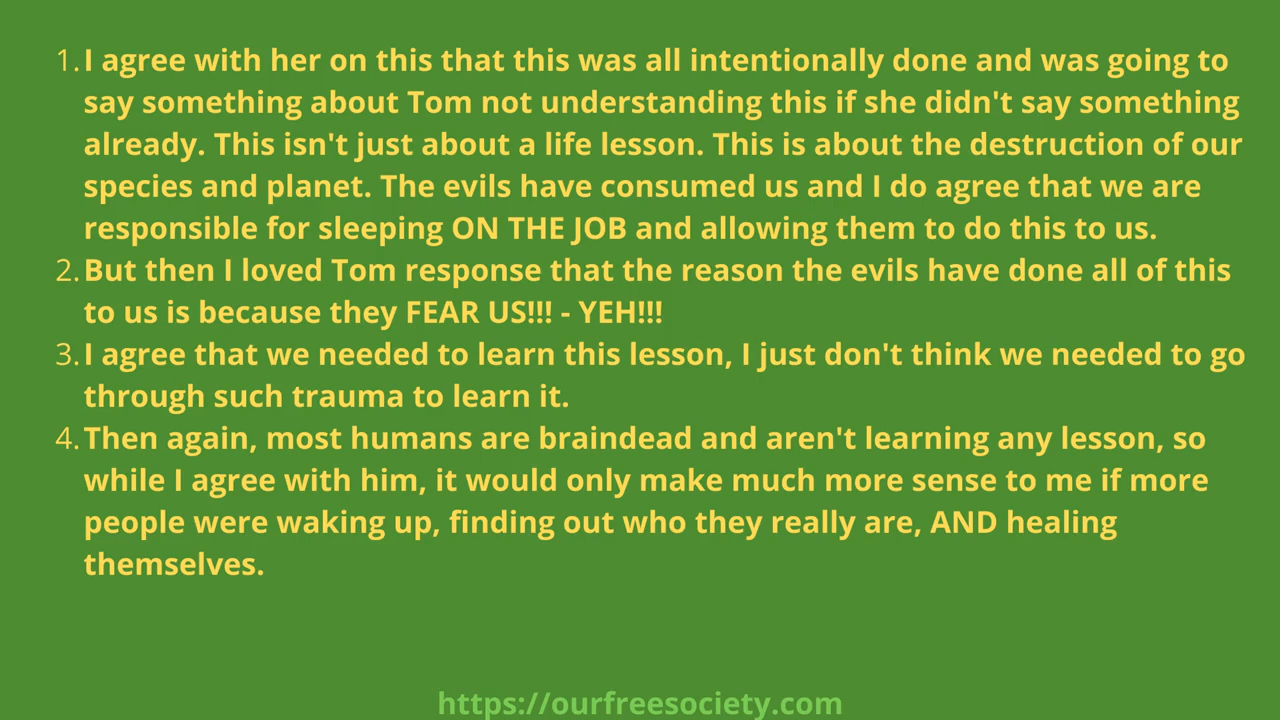 1. I agree with her on this that this was all intentionally done and was going to
say something about Tom not understanding this if she didn't say something
already. This isn't just about a life lesson. This is about the destruction of our
species and planet. The evils have consumed us and I do agree that we are
responsible for sleeping ON THE JOB and allowing them to do this to us.
2. But then I loved Tom response that the reason the evils have done all of this
to us is because they FEAR US!!! - YEH!!!
3. I agree that we needed to learn this lesson, I just don't think we needed to go
through such trauma to learn it.
4. Then again, most humans are braindead and aren't learning any lesson, so
while I agree with him, it would only make much more sense to me if more
people were waking up, finding out who they really are, AND healing
themselves.
https://ourfreesociety.com